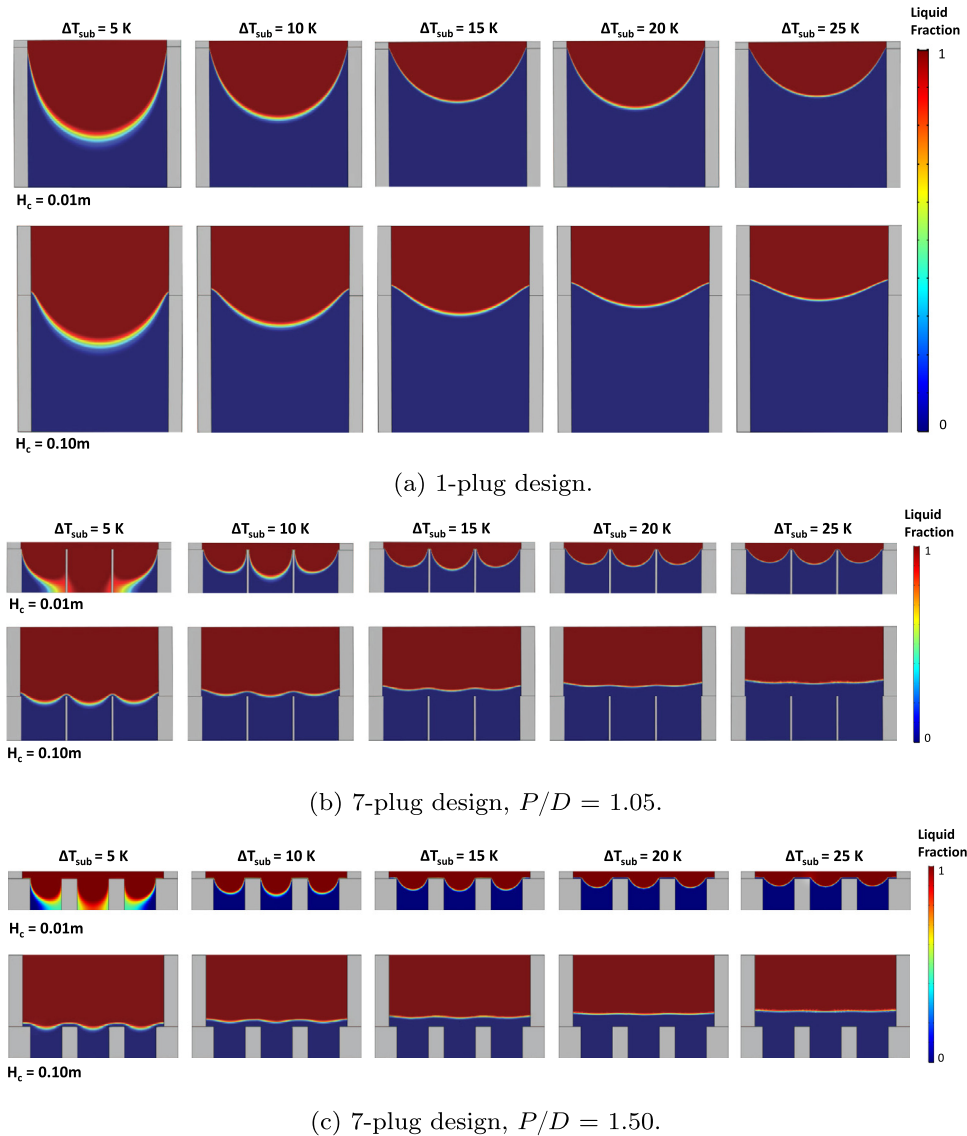 ΔTsub = 5 K ΔTsub = 10 K ΔTsub = 15 K ΔTsub = 20 K ΔTsub = 25 K
Liquid
Fraction
1
Hc = 0.01m
0
Hc = 0.10m
(a) 1-plug design.
ΔTsub = 5 K ΔTsub = 10 K ΔTsub = 15 K ΔTsub = 20 K ΔTsub = 25 K
Liquid
Fraction
1
Hc = 0.01m
0
Hc = 0.10m
(b) 7-plug design, P/D = 1.05.
ΔTsub = 5 K ΔTsub = 10 K ΔTsub = 15 K ΔTsub = 20 K ΔTsub = 25 K
Liquid
Fraction
1
Hc = 0.01m
0
Hc = 0.10m
(c) 7-plug design, P/D = 1.50.